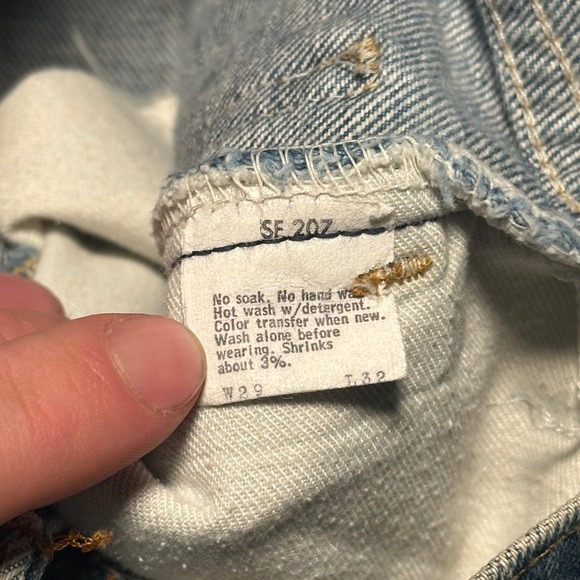 SF 207
No soak. No hand wa
Hot wash w/detergent.
Color transfer when new.
Wash alone before
wearing. Shrinks
about 3%.
W29 L32